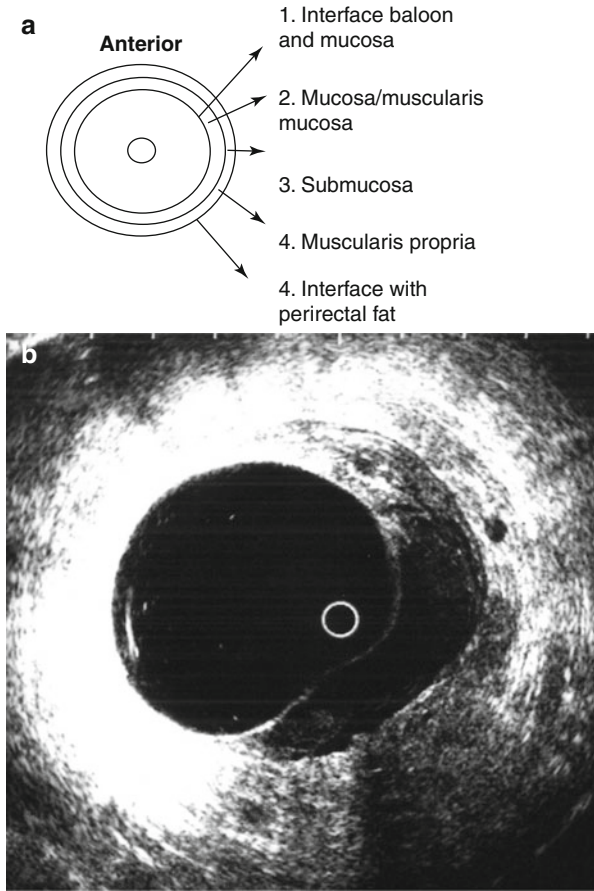 a
Anterior
1. Interface baloon
and mucosa
2. Mucosa/muscularis
mucosa
3. Submucosa
4. Muscularis propria
4. Interface with
perirectal fat
b